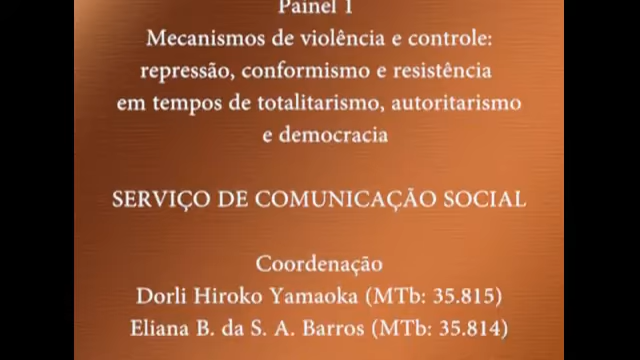 Painel 1
Mecanismos de violência e controle:
repressão, conformismo e resistência
em tempos de totalitarismo, autoritarismo
e democracia
SERVIÇO DE COMUNICAÇÃO SOCIAL
Coordenação
Dorli Hiroko Yamaoka (MTb: 35.815)
Eliana B. da S. A. Barros (MTb: 35.814)